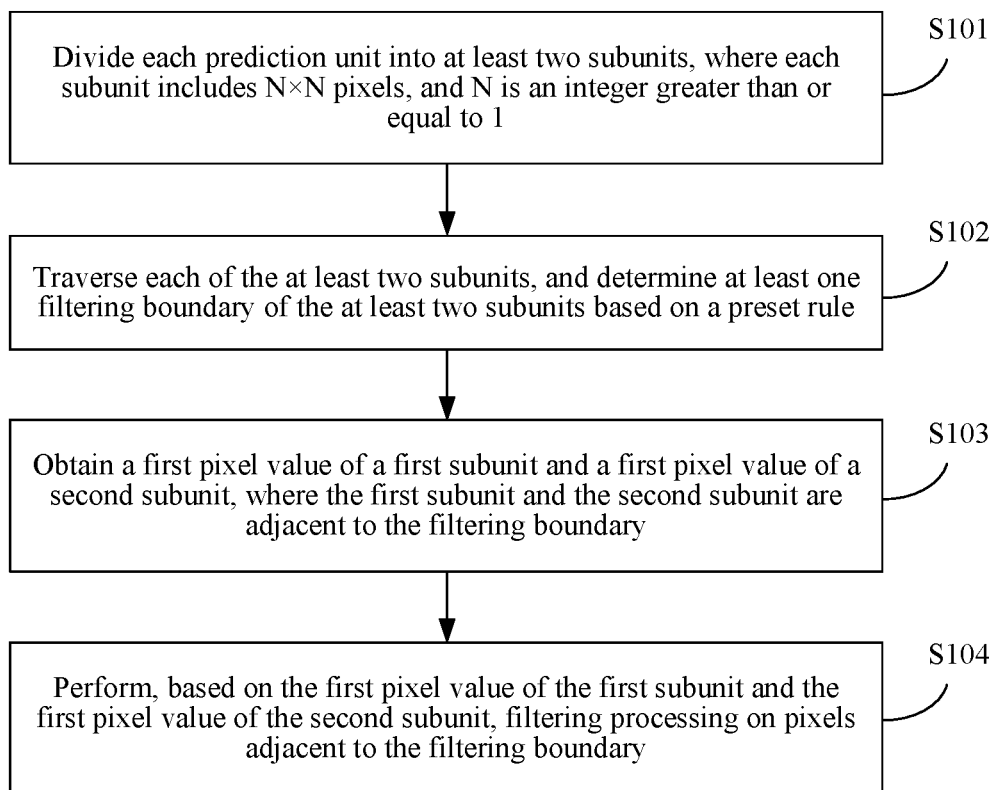 S101
Divide each prediction unit into at least two subunits, where each
subunit includes N×N pixels, and N is an integer greater than or
equal to 1
S102
Traverse each of the at least two subunits, and determine at least one
filtering boundary of the at least two subunits based on a preset rule
S103
Obtain a first pixel value of a first subunit and a first pixel value of a
second subunit, where the first subunit and the second subunit are
adjacent to the filtering boundary
S104
Perform, based on the first pixel value of the first subunit and the
first pixel value of the second subunit, filtering processing on pixels
adjacent to the filtering boundary